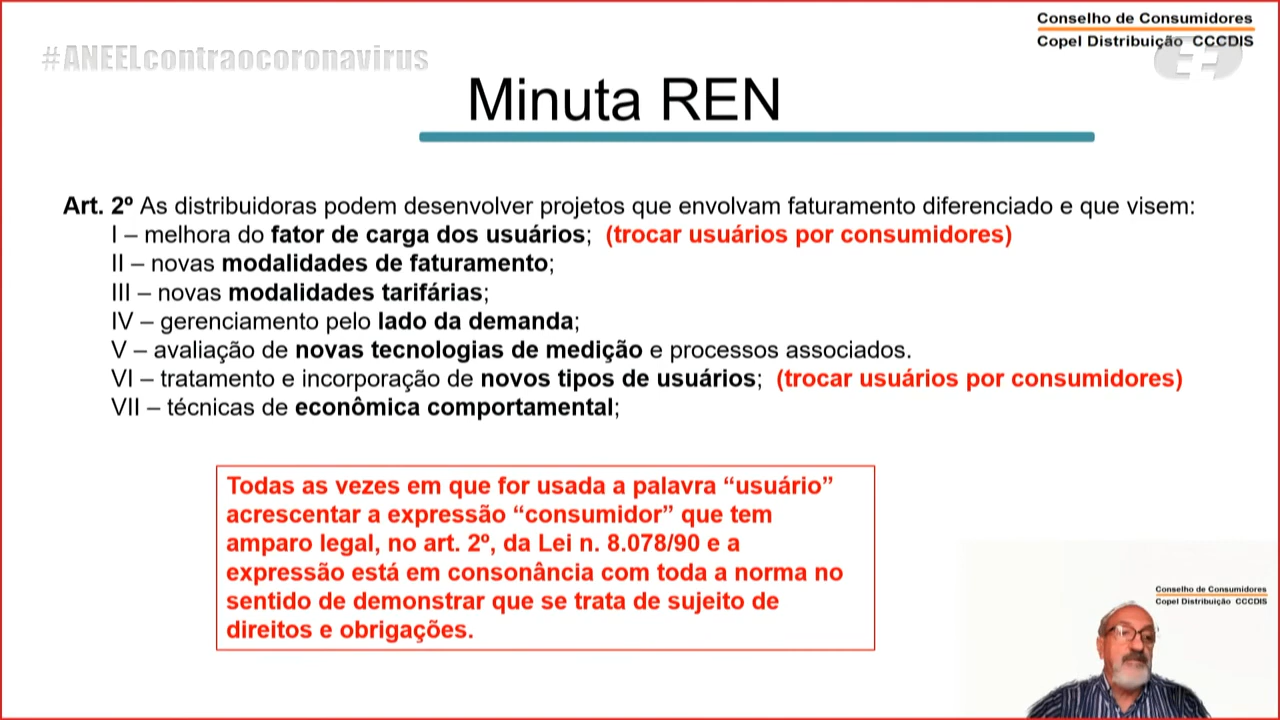 Conselho de Consumidores
Copel Distribuição CCCDIS
#ANEELcontraocoronavirus
Minuta REN
Art. 2º As distribuidoras podem desenvolver projetos que envolvam faturamento diferenciado e que visem:
I – melhora do fator de carga dos usuários; (trocar usuários por consumidores)
II – novas modalidades de faturamento;
III – novas modalidades tarifárias;
IV – gerenciamento pelo lado da demanda;
V – avaliação de novas tecnologias de medição e processos associados.
VI – tratamento e incorporação de novos tipos de usuários; (trocar usuários por consumidores)
VII – técnicas de econômica comportamental;
Todas as vezes em que for usada a palavra “usuário”
acrescentar a expressão “consumidor” que tem
amparo legal, no art. 2º, da Lei n. 8.078/90 e a
expressão está em consonância com toda a norma no
sentido de demonstrar que se trata de sujeito de
direitos e obrigações.
Conselho de Consumidores
Copel Distribuição CCCDIS